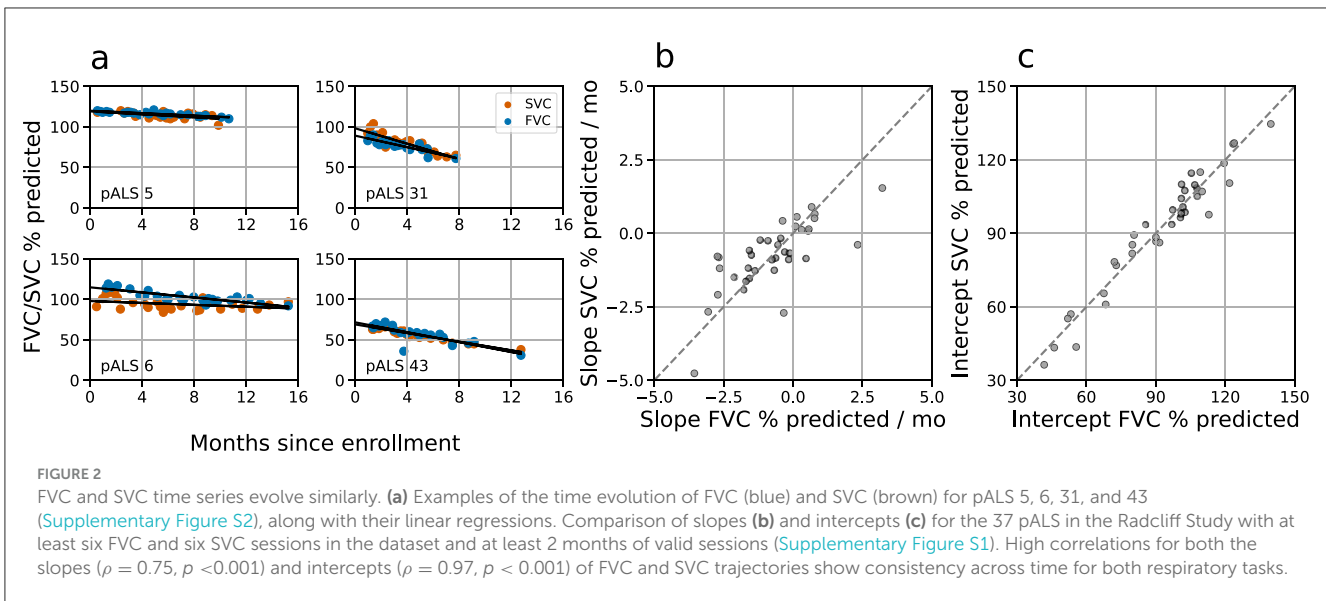 a
b
c
FVC/SVC % predicted
150
100
50
0
0 4 8 12 16
pALS 5
150
100
50
0
0 4 8 12 16
pALS 31
SVC
FVC
150
100
50
0
0 4 8 12 16
pALS 6
150
100
50
0
0 4 8 12 16
pALS 43
Months since enrollment
Slope SVC % predicted / mo
5.0
2.5
0.0
−2.5
−5.0
−5.0 −2.5 0.0 2.5 5.0
Slope FVC % predicted / mo
Intercept SVC % predicted
150
120
90
60
30
30 60 90 120 150
Intercept FVC % predicted
FIGURE 2
FVC and SVC time series evolve similarly. (a) Examples of the time evolution of FVC (blue) and SVC (brown) for pALS 5, 6, 31, and 43
(Supplementary Figure S2), along with their linear regressions. Comparison of slopes (b) and intercepts (c) for the 37 pALS in the Radcliff Study with at
least six FVC and six SVC sessions in the dataset and at least 2 months of valid sessions (Supplementary Figure S1). High correlations for both the
slopes (ρ = 0.75, p <0.001) and intercepts (ρ = 0.97, p < 0.001) of FVC and SVC trajectories show consistency across time for both respiratory tasks.